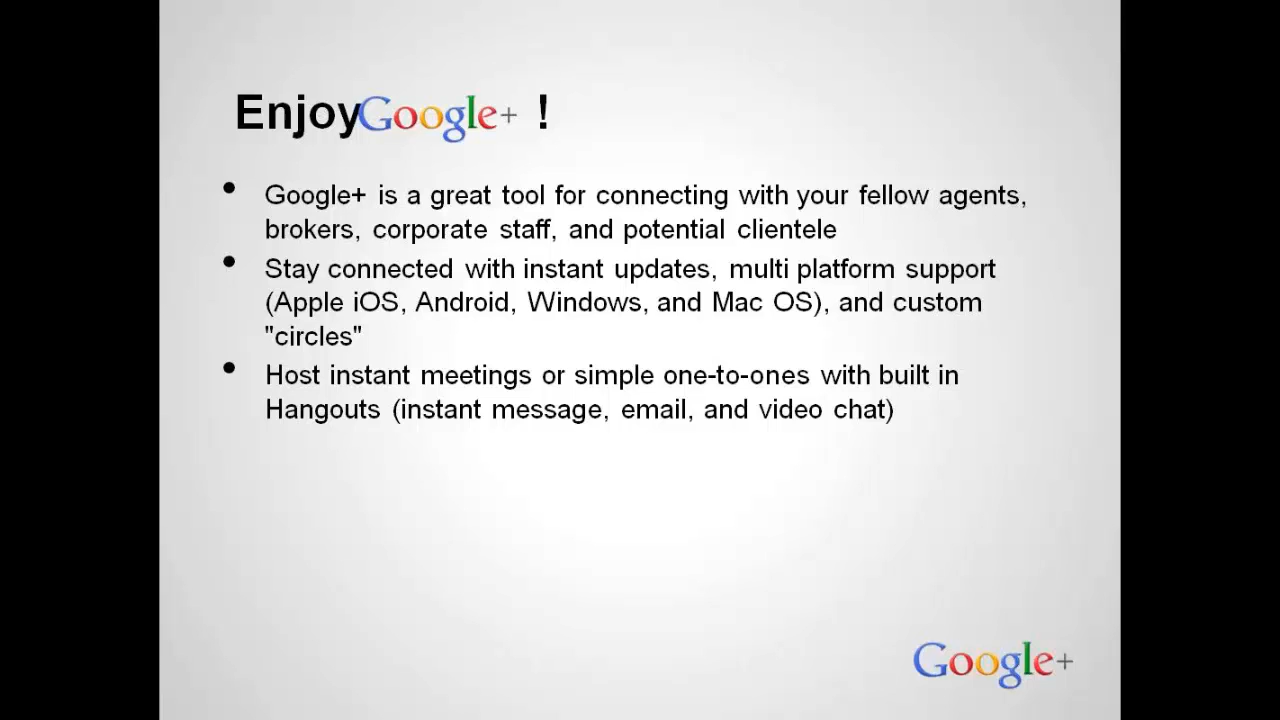 Enjoy Google+ !
• Google+ is a great tool for connecting with your fellow agents,
brokers, corporate staff, and potential clientele
• Stay connected with instant updates, multi platform support
(Apple iOS, Android, Windows, and Mac OS), and custom
"circles"
• Host instant meetings or simple one-to-ones with built in
Hangouts (instant message, email, and video chat)
Google+